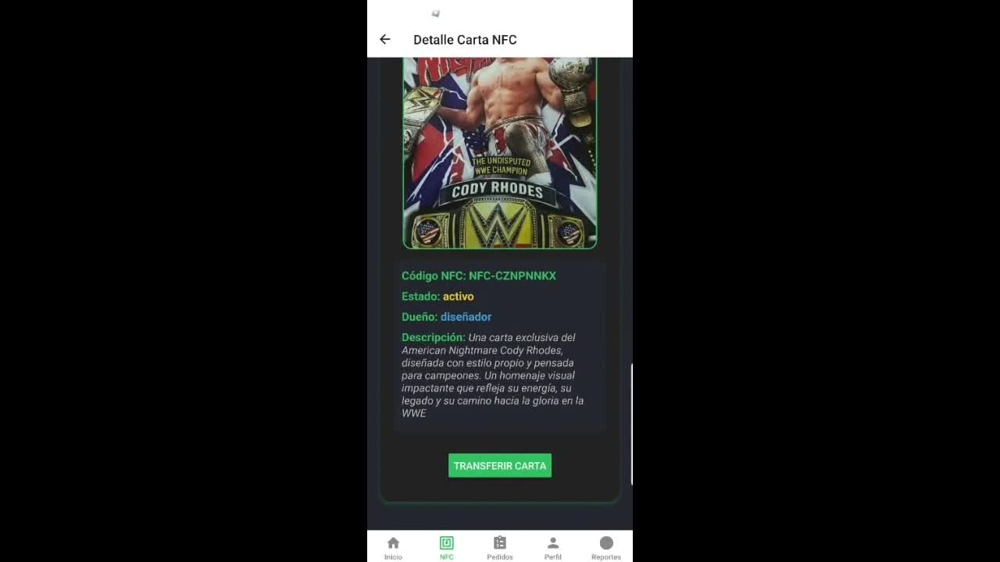 Detalle Carta NFC
THE UNDISPUTED
WWE CHAMPION
CODY RHODES
W
Código NFC: NFC-CZNPNNKX
Estado: activo
Dueño: diseñador
Descripción: Una carta exclusiva del
American Nightmare Cody Rhodes,
diseñada con estilo propio y pensada
para campeones. Un homenaje visual
impactante que refleja su energía, su
legado y su camino hacia la gloria en la
WWE
TRANSFERIR CARTA
Inicio
NFC
Pedidos
Perfil
Reportes